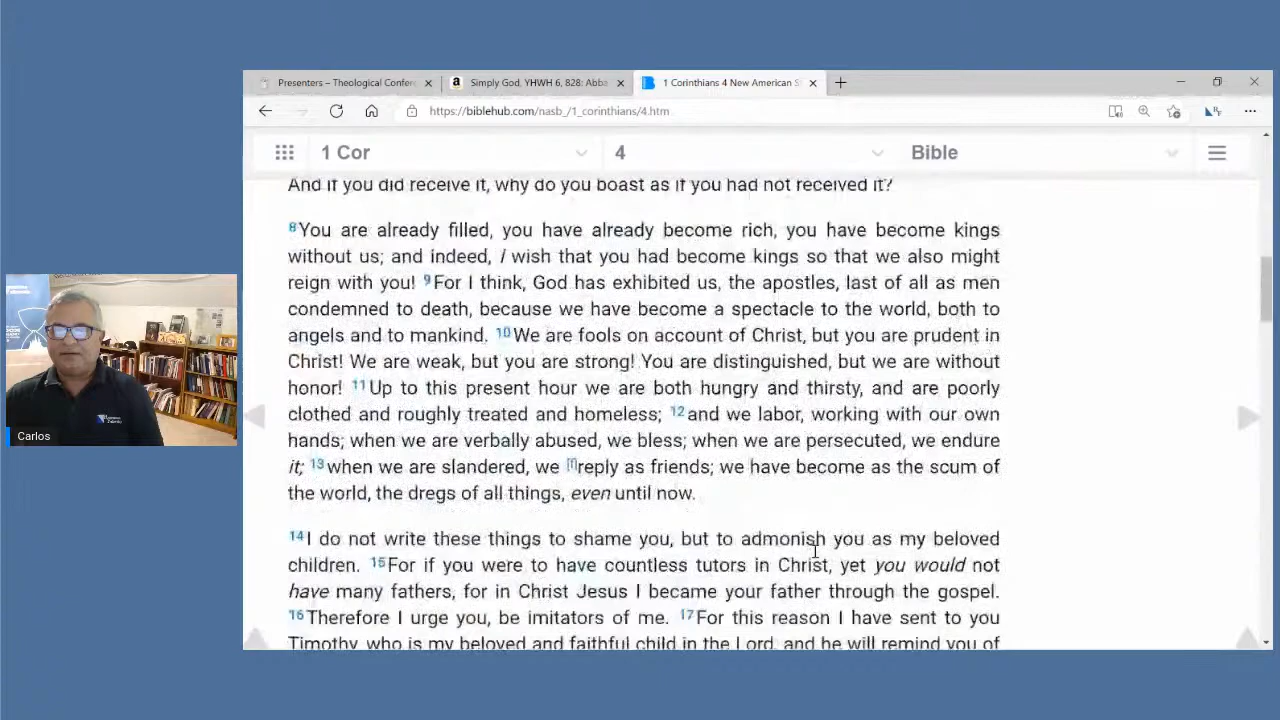 Presenters – Theological Confere
Simply God, YHWH 6, 828: Abba
1 Corinthians 4 New American S
https://biblehub.com/nasb_/1_corinthians/4.htm
1 Cor
4
Bible
And if you did receive it, why do you boast as if you had not received it?
8You are already filled, you have already become rich, you have become kings
without us; and indeed, I wish that you had become kings so that we also might
reign with you! 9For I think, God has exhibited us, the apostles, last of all as men
condemned to death, because we have become a spectacle to the world, both to
angels and to mankind. 10We are fools on account of Christ, but you are prudent in
Christ! We are weak, but you are strong! You are distinguished, but we are without
honor! 11Up to this present hour we are both hungry and thirsty, and are poorly
clothed and roughly treated and homeless; 12and we labor, working with our own
hands; when we are verbally abused, we bless; when we are persecuted, we endure
it; 13when we are slandered, we reply as friends; we have become as the scum of
the world, the dregs of all things, even until now.
14I do not write these things to shame you, but to admonish you as my beloved
children. 15For if you were to have countless tutors in Christ, yet you would not
have many fathers, for in Christ Jesus I became your father through the gospel.
16Therefore I urge you, be imitators of me. 17For this reason I have sent to you
Timothy, who is my beloved and faithful child in the Lord, and he will remind you of
Carlos